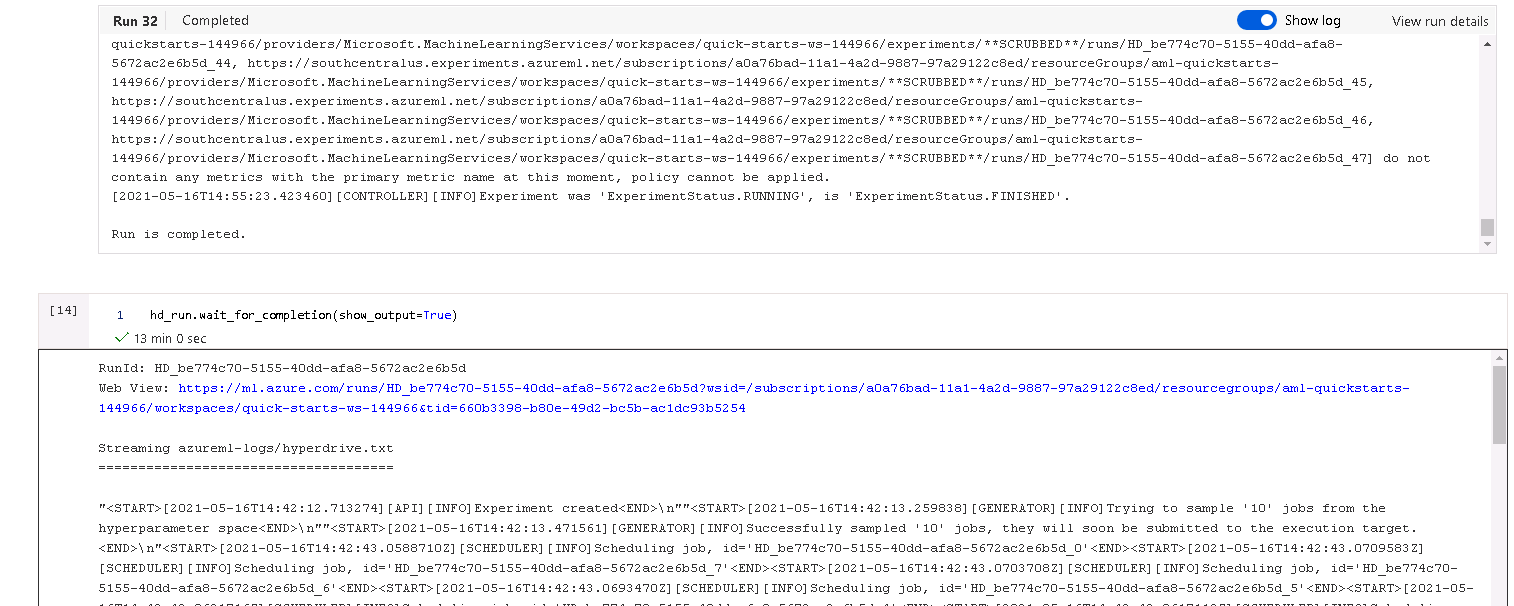 Run 32 Completed Show log View run details
quickstarts-144966/providers/Microsoft.MachineLearningServices/workspaces/quick-starts-ws-144966/experiments/**SCRUBBED**/runs/HD_be774c70-5155-40dd-afa8-
5672ac2e6b5d_44, https://southcentralus.experiments.azureml.net/subscriptions/a0a76bad-11a1-4a2d-9887-97a29122c8ed/resourceGroups/aml-quickstarts-
144966/providers/Microsoft.MachineLearningServices/workspaces/quick-starts-ws-144966/experiments/**SCRUBBED**/runs/HD_be774c70-5155-40dd-afa8-5672ac2e6b5d_45,
https://southcentralus.experiments.azureml.net/subscriptions/a0a76bad-11a1-4a2d-9887-97a29122c8ed/resourceGroups/aml-quickstarts-
144966/providers/Microsoft.MachineLearningServices/workspaces/quick-starts-ws-144966/experiments/**SCRUBBED**/runs/HD_be774c70-5155-40dd-afa8-5672ac2e6b5d_46,
https://southcentralus.experiments.azureml.net/subscriptions/a0a76bad-11a1-4a2d-9887-97a29122c8ed/resourceGroups/aml-quickstarts-
144966/providers/Microsoft.MachineLearningServices/workspaces/quick-starts-ws-144966/experiments/**SCRUBBED**/runs/HD_be774c70-5155-40dd-afa8-5672ac2e6b5d_47] do not
contain any metrics with the primary metric name at this moment, policy cannot be applied.
[2021-05-16T14:55:23.423460][CONTROLLER][INFO]Experiment was 'ExperimentStatus.RUNNING', is 'ExperimentStatus.FINISHED'.
Run is completed.
[14] 1 hd_run.wait_for_completion(show_output=True)
13 min 0 sec
RunId: HD_be774c70-5155-40dd-afa8-5672ac2e6b5d
Web View: https://ml.azure.com/runs/HD_be774c70-5155-40dd-afa8-5672ac2e6b5d?wsid=/subscriptions/a0a76bad-11a1-4a2d-9887-97a29122c8ed/resourcegroups/aml-quickstarts-
144966/workspaces/quick-starts-ws-144966&tid=660b3398-b80e-49d2-bc5b-ac1dc93b5254
Streaming azureml-logs/hyperdrive.txt
=====================================
"<START>[2021-05-16T14:42:12.713274][API][INFO]Experiment created<END>\n""<START>[2021-05-16T14:42:13.259838][GENERATOR][INFO]Trying to sample '10' jobs from the
hyperparameter space<END>\n""<START>[2021-05-16T14:42:13.471561][GENERATOR][INFO]Successfully sampled '10' jobs, they will soon be submitted to the execution target.
<END>\n"<START>[2021-05-16T14:42:43.0588710Z][SCHEDULER][INFO]Scheduling job, id='HD_be774c70-5155-40dd-afa8-5672ac2e6b5d_0'<END><START>[2021-05-16T14:42:43.0709583Z]
[SCHEDULER][INFO]Scheduling job, id='HD_be774c70-5155-40dd-afa8-5672ac2e6b5d_7'<END><START>[2021-05-16T14:42:43.0703708Z][SCHEDULER][INFO]Scheduling job, id='HD_be774c70-
5155-40dd-afa8-5672ac2e6b5d_6'<END><START>[2021-05-16T14:42:43.0693470Z][SCHEDULER][INFO]Scheduling job, id='HD_be774c70-5155-40dd-afa8-5672ac2e6b5d_5'<END><START>[2021-05-